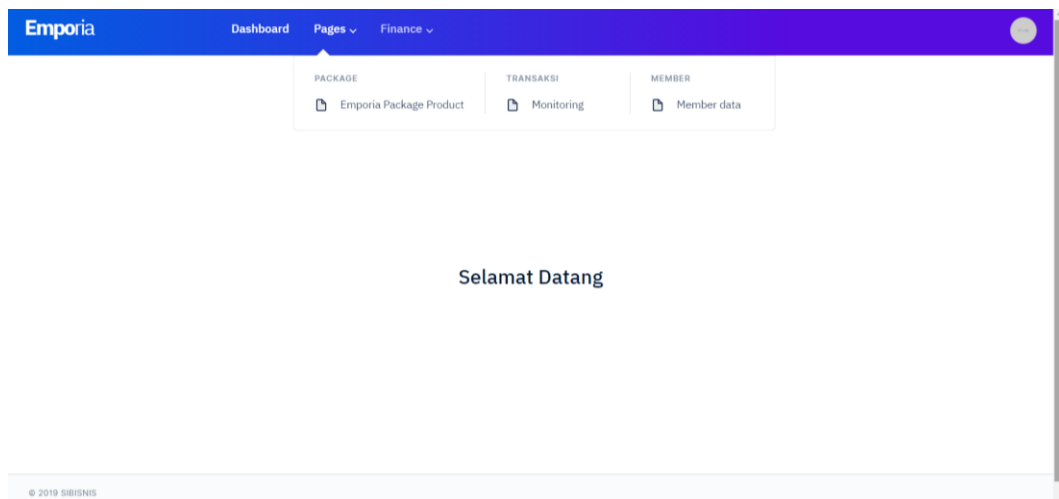 Emporia Dashboard Pages Finance
PACKAGE TRANSAKSI MEMBER
Emporia Package Product Monitoring Member data
Selamat Datang
© 2019 SIBISNIS